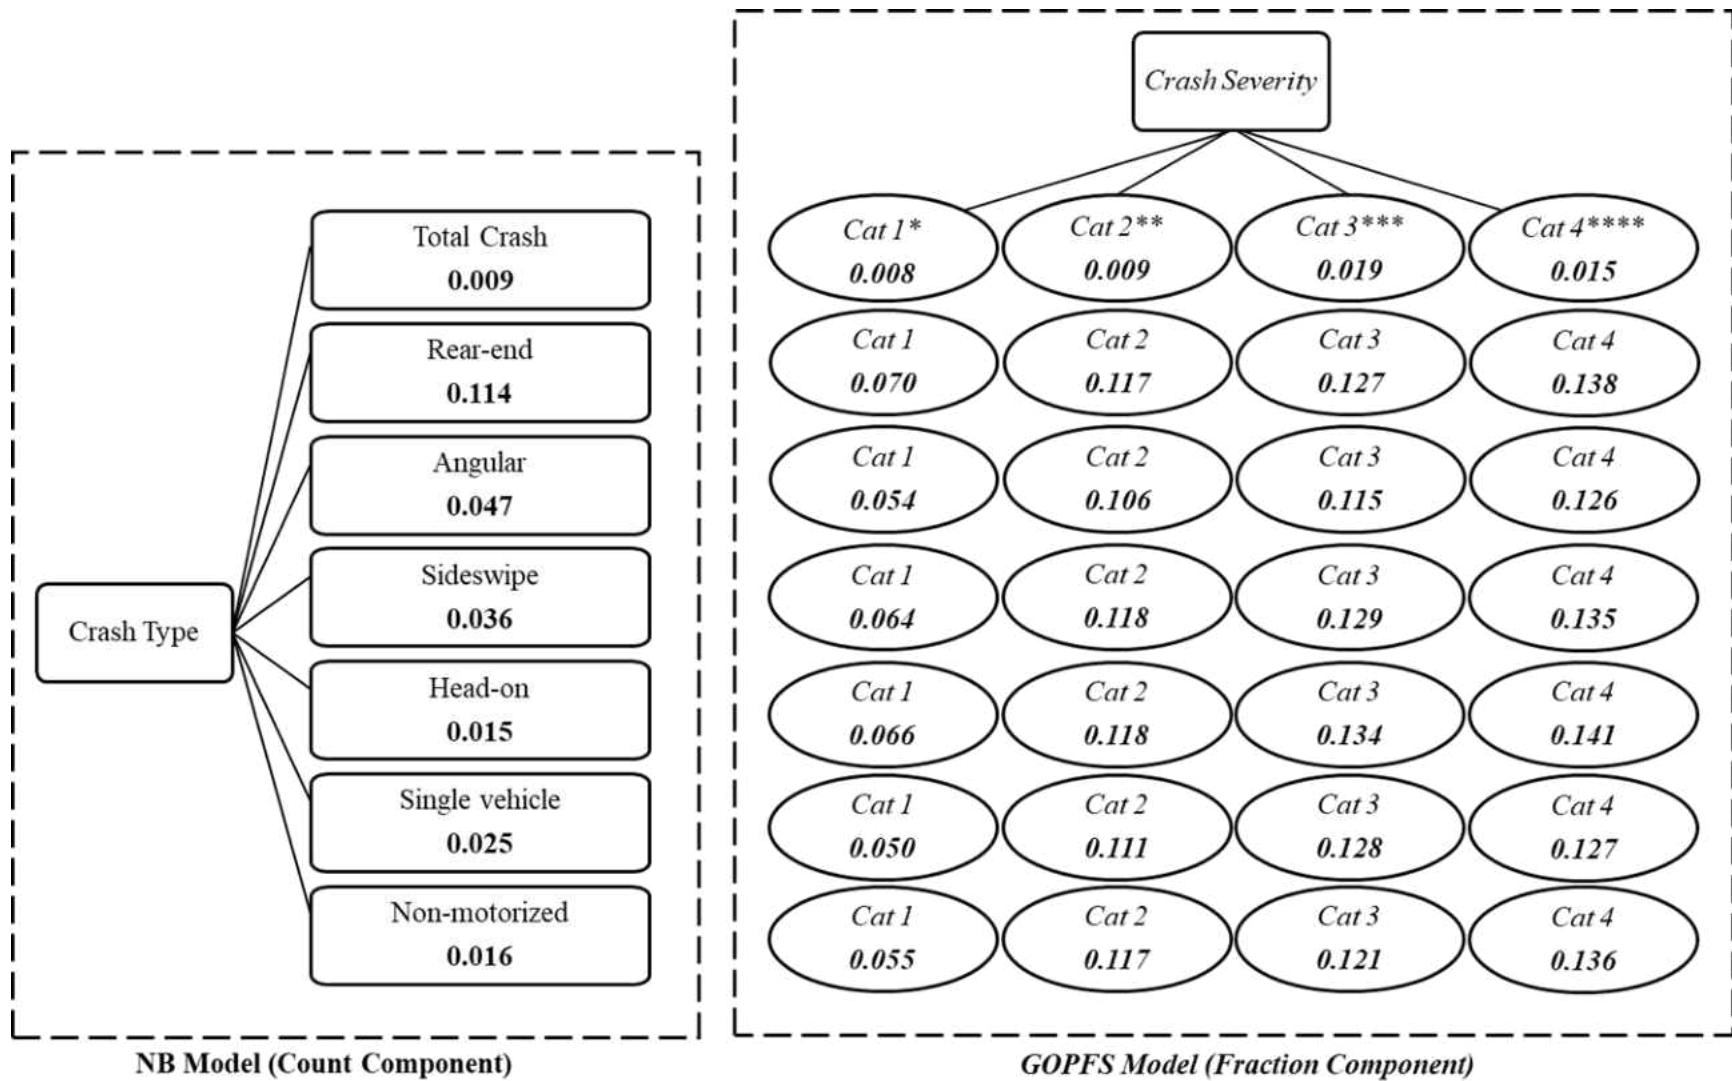 Crash Severity
Crash Type
Total Crash
0.009
Rear-end
0.114
Angular
0.047
Sideswipe
0.036
Head-on
0.015
Single vehicle
0.025
Non-motorized
0.016
NB Model (Count Component)
Cat 1* Cat 2** Cat 3*** Cat 4****
0.008 0.009 0.019 0.015
Cat 1 Cat 2 Cat 3 Cat 4
0.070 0.117 0.127 0.138
Cat 1 Cat 2 Cat 3 Cat 4
0.054 0.106 0.115 0.126
Cat 1 Cat 2 Cat 3 Cat 4
0.064 0.118 0.129 0.135
Cat 1 Cat 2 Cat 3 Cat 4
0.066 0.118 0.134 0.141
Cat 1 Cat 2 Cat 3 Cat 4
0.050 0.111 0.128 0.127
Cat 1 Cat 2 Cat 3 Cat 4
0.055 0.117 0.121 0.136
GOPFS Model (Fraction Component)